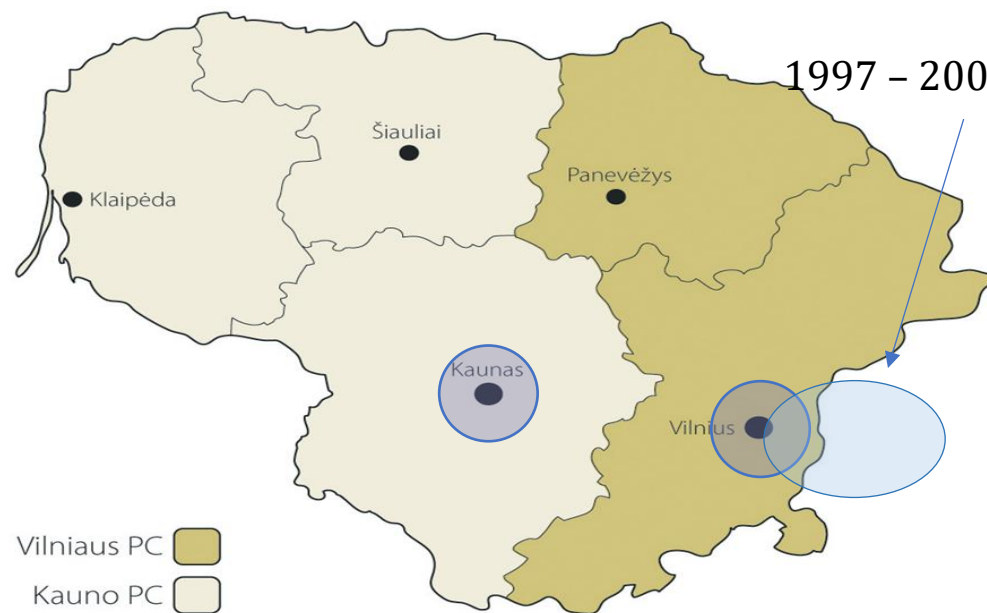 1997 – 200
Šiauliai
Panevėžys
Klaipėda
Kaunas
Vilnius
Vilniaus PC
Kauno PC